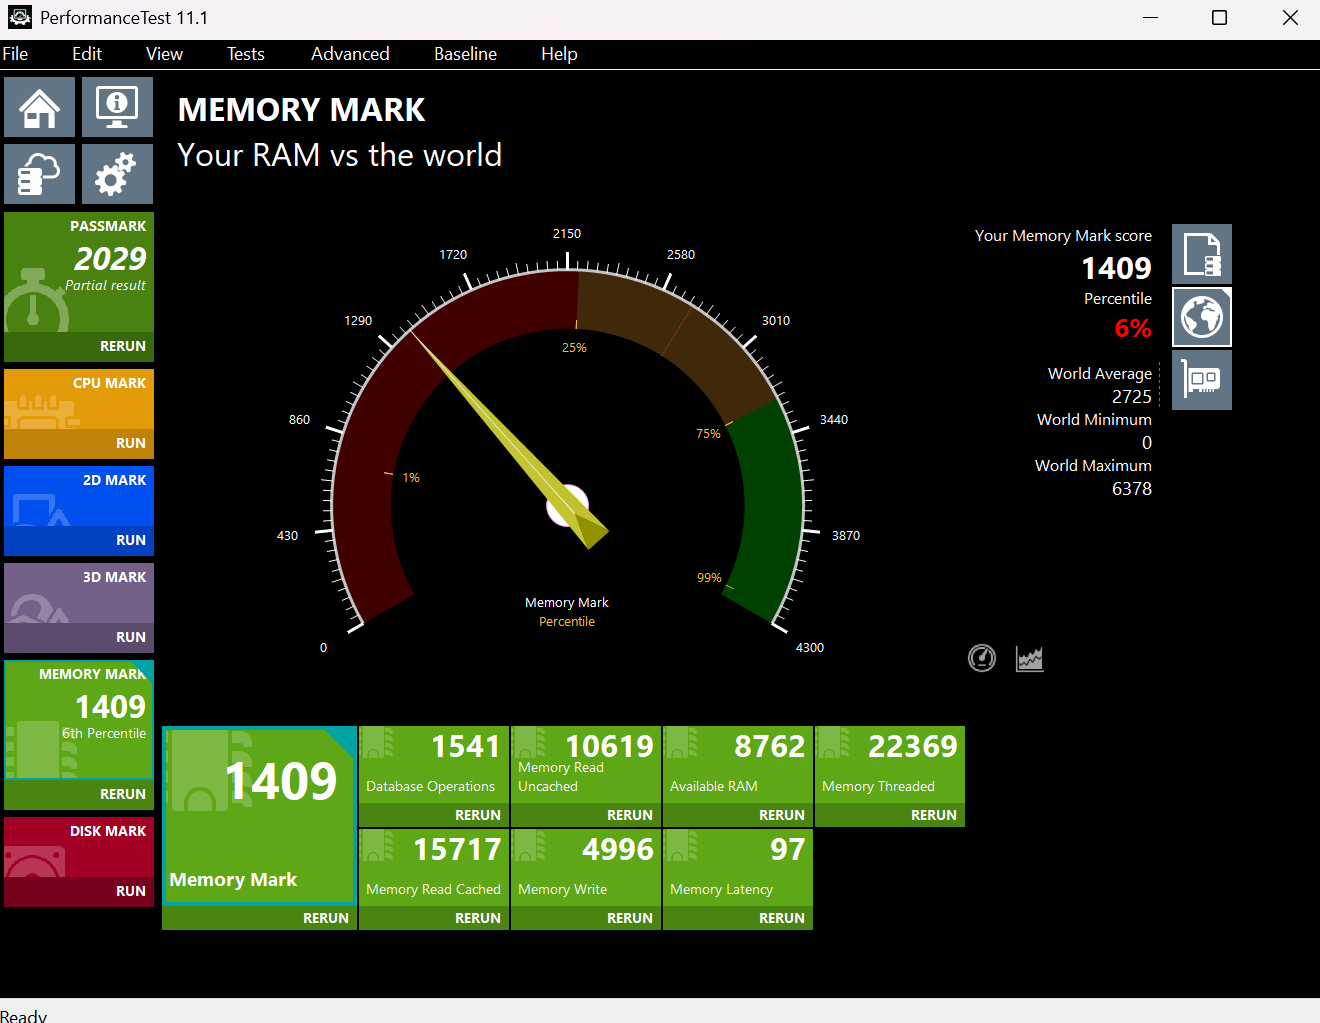 PerformanceTest 11.1
File Edit View Tests Advanced Baseline Help
MEMORY MARK
Your RAM vs the world
PASSMARK
2029
Partial result
RERUN
CPU MARK
RUN
2D MARK
RUN
3D MARK
RUN
MEMORY MARK
1409
6th Percentile
RERUN
DISK MARK
RUN
0
430
860
1290
1720
2150
2580
3010
3440
3870
4300
1%
25%
75%
99%
Memory Mark
Percentile
Your Memory Mark score
1409
Percentile
6%
World Average
2725
World Minimum
0
World Maximum
6378
1409
Memory Mark
RERUN
1541
Database Operations
RERUN
10619
Memory Read
Uncached
RERUN
8762
Available RAM
RERUN
22369
Memory Threaded
RERUN
15717
Memory Read Cached
RERUN
4996
Memory Write
RERUN
97
Memory Latency
RERUN
Ready